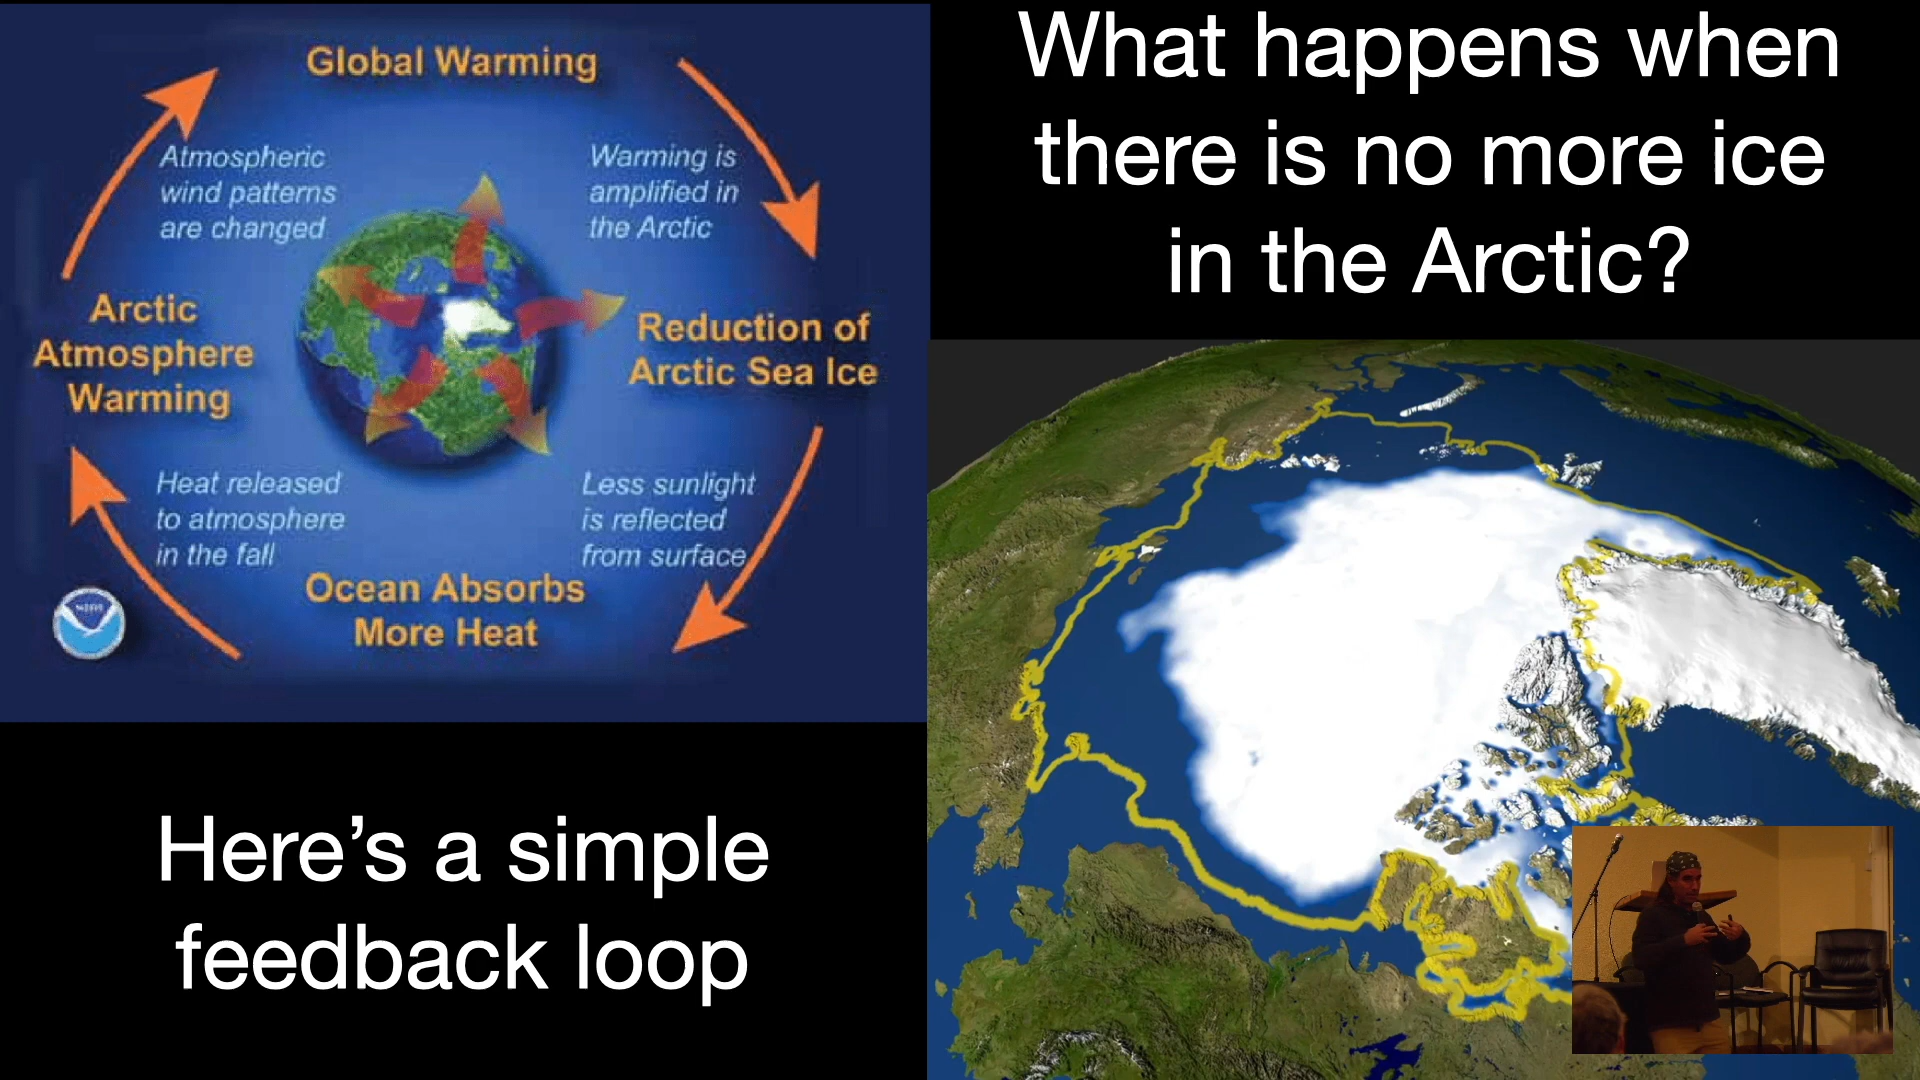 Global Warming
Atmospheric
wind patterns
are changed
Warming is
amplified in
the Arctic
Arctic
Atmosphere
Warming
Reduction of
Arctic Sea Ice
Heat released
to atmosphere
in the fall
Less sunlight
is reflected
from surface
Ocean Absorbs
More Heat
Here’s a simple
feedback loop
What happens when
there is no more ice
in the Arctic?